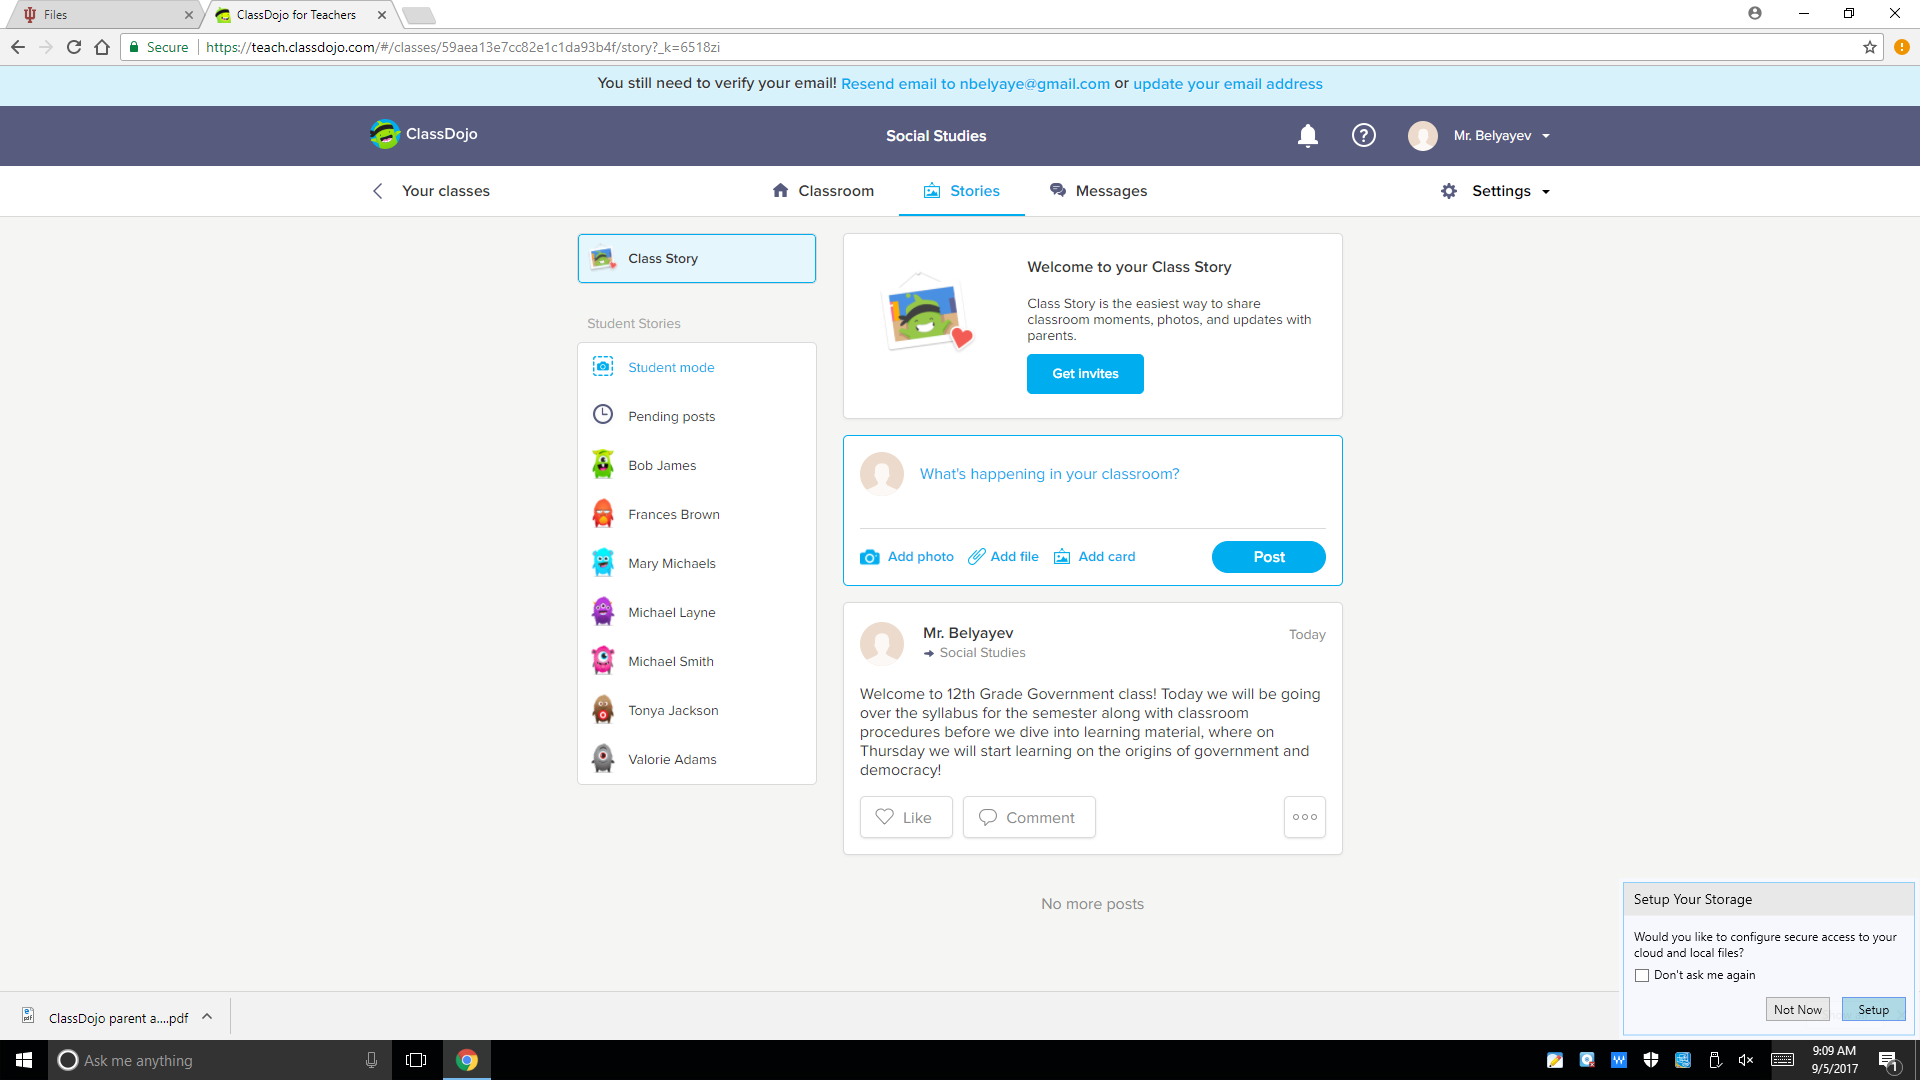 Files
ClassDojo for Teachers
Secure
https://teach.classdojo.com/#/classes/59aea13e7cc82e1c1da93b4f/story?_k=6518zi
You still need to verify your email! Resend email to nbelyaye@gmail.com or update your email address
ClassDojo
Social Studies
Mr. Belyayev
Your classes
Classroom
Stories
Messages
Settings
Class Story
Student Stories
Student mode
Pending posts
Bob James
Frances Brown
Mary Michaels
Michael Layne
Michael Smith
Tonya Jackson
Valorie Adams
Welcome to your Class Story
Class Story is the easiest way to share
classroom moments, photos, and updates with
parents.
Get invites
What's happening in your classroom?
Add photo
Add file
Add card
Post
Mr. Belyayev
Today
Social Studies
Welcome to 12th Grade Government class! Today we will be going
over the syllabus for the semester along with classroom
procedures before we dive into learning material, where on
Thursday we will start learning on the origins of government and
democracy!
Like
Comment
No more posts
Setup Your Storage
Would you like to configure secure access to your
cloud and local files?
Don't ask me again
Not Now
Setup
ClassDojo parent a....pdf
Ask me anything
9:09 AM
9/5/2017
1